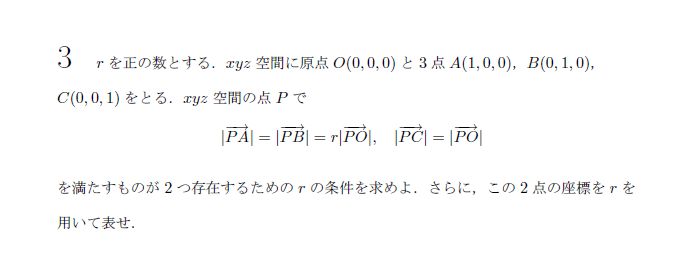 3 rを正の数とする．xyz 空間に原点 O(0,0,0) と 3 点 A(1,0,0)，B(0,1,0)，
C(0,0,1) をとる．xyz 空間の点 P で
|\overrightarrow{PA}| = |\overrightarrow{PB}| = r|\overrightarrow{PO}|, |\overrightarrow{PC}| = |\overrightarrow{PO}|
を満たすものが 2 つ存在するための r の条件を求めよ．さらに，この 2 点の座標を r を
用いて表せ．